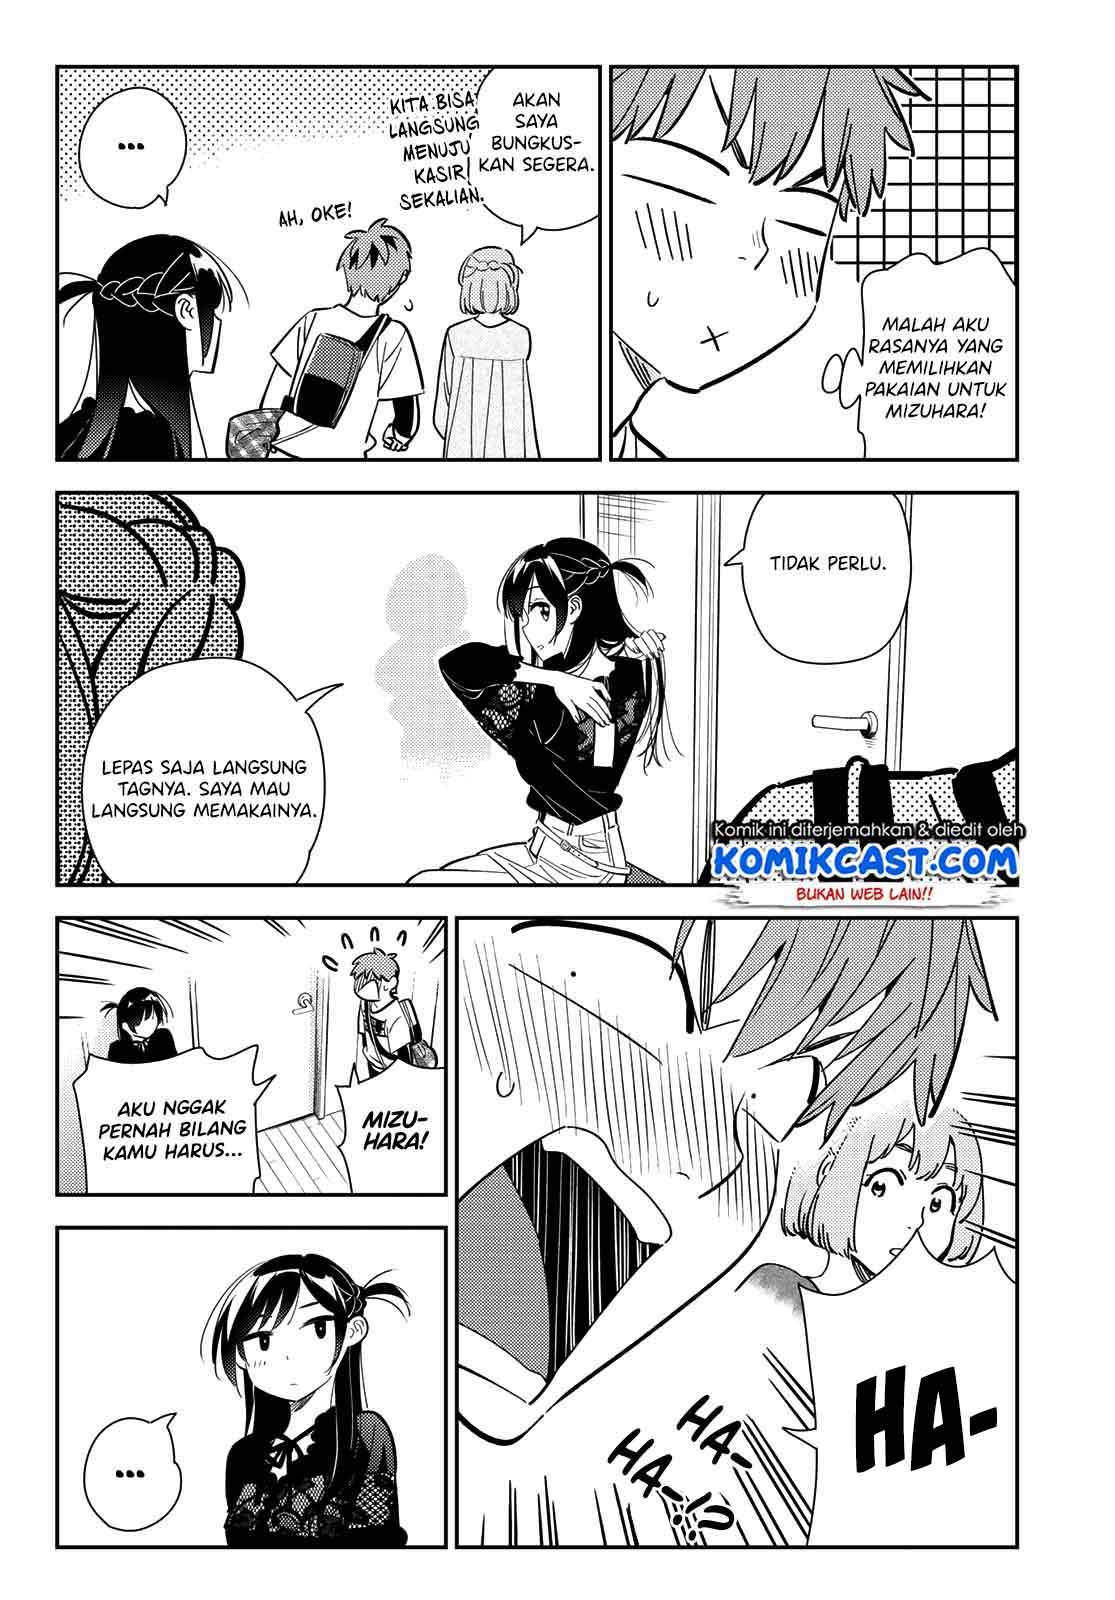 MALAH AKU
RASANYA YANG
MEMILIHKAN
PAKAIAN UNTUK
MIZUHARA!
AKAN
SAYA
BUNGKUS-
KAN SEGERA.
KITA BISA
LANGSUNG
MENUJU
KASIR
SEKALIAN.
AH, OKE!
...
TIDAK PERLU.
LEPAS SAJA LANGSUNG
TAGNYA. SAYA MAU
LANGSUNG MEMAKAINYA.
Komik ini diterjemahkan & diedit oleh
KOMIKCAST.COM
BUKAN WEB LAIN!!
HA-
HA-
HA-!?
MIZU-
HARA!
AKU NGGAK
PERNAH BILANG
KAMU HARUS...
...